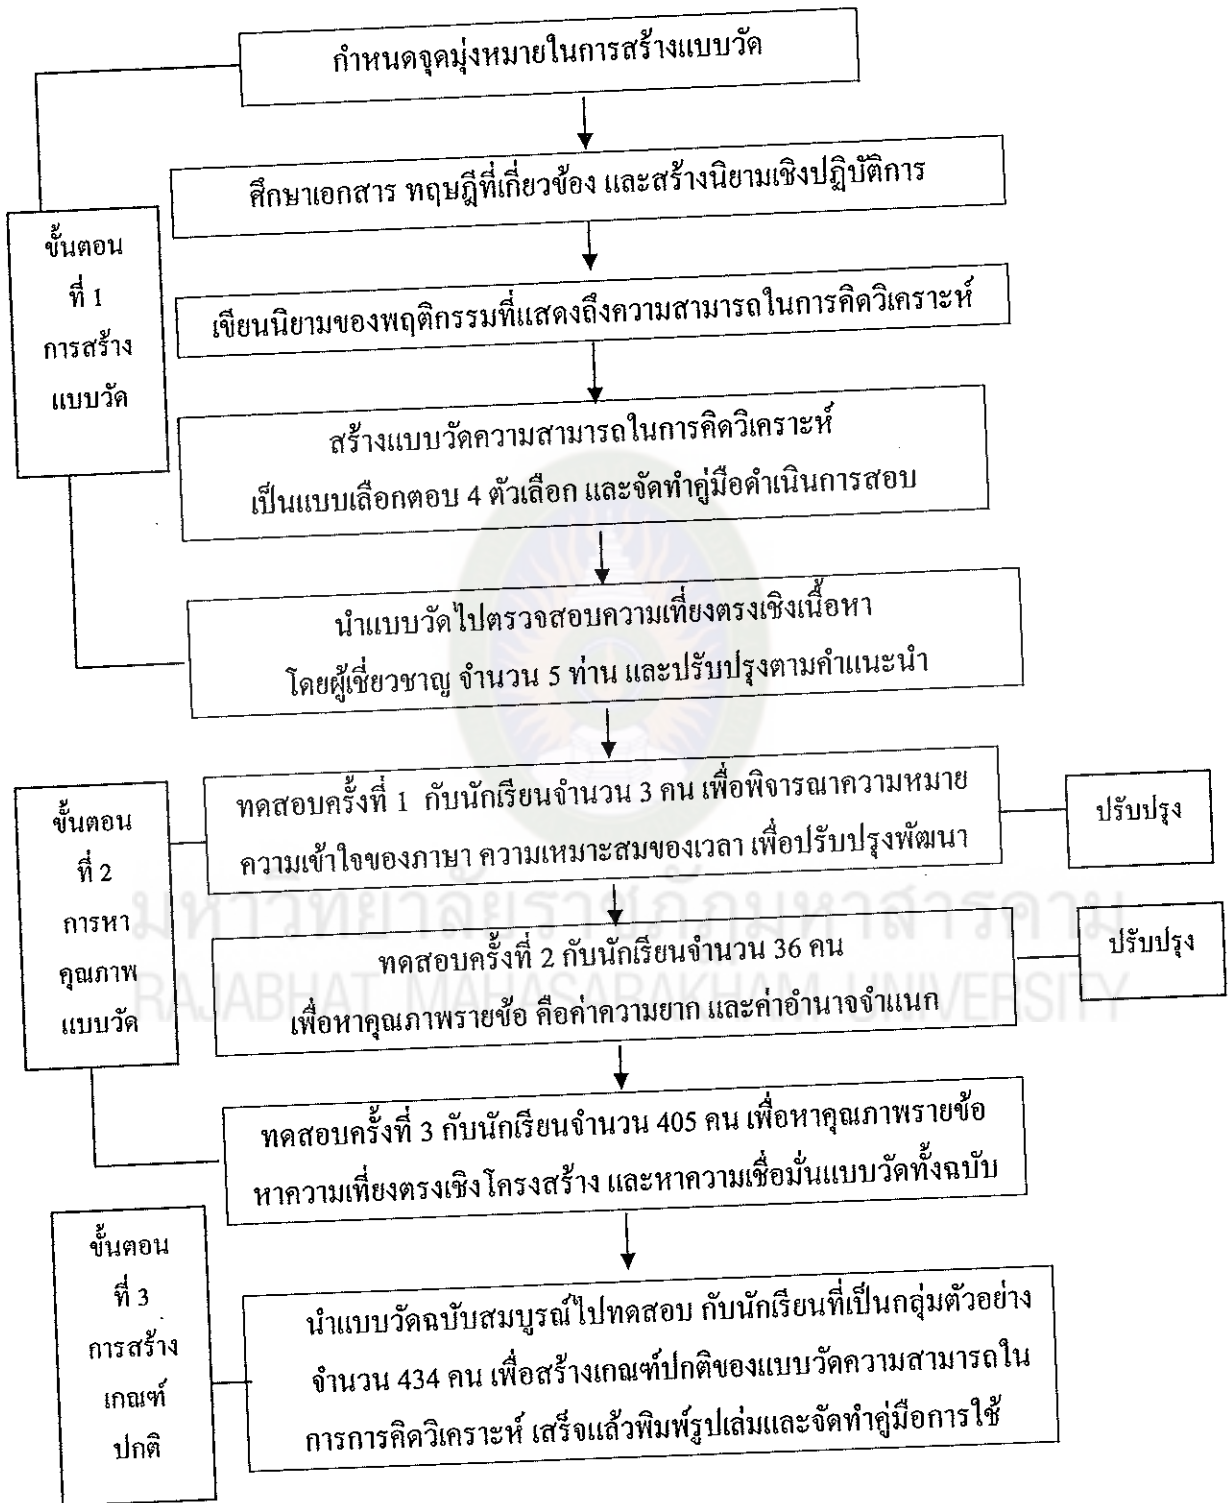 กำหนดจุดมุ่งหมายในการสร้างแบบวัด
ศึกษาเอกสาร ทฤษฎีที่เกี่ยวข้อง และสร้างนิยามเชิงปฏิบัติการ
ขั้นตอน
ที่ 1
การสร้าง
แบบวัด
เขียนนิยามของพฤติกรรมที่แสดงถึงความสามารถในการคิดวิเคราะห์
สร้างแบบวัดความสามารถในการคิดวิเคราะห์
เป็นแบบเลือกตอบ 4 ตัวเลือก และจัดทำคู่มือดำเนินการสอบ
นำแบบวัดไปตรวจสอบความเที่ยงตรงเชิงเนื้อหา
โดยผู้เชี่ยวชาญ จำนวน 5 ท่าน และปรับปรุงตามคำแนะนำ
ขั้นตอน
ที่ 2
การหา
คุณภาพ
แบบวัด
ทดสอบครั้งที่ 1 กับนักเรียนจำนวน 3 คน เพื่อพิจารณาความหมาย
ความเข้าใจของภาษา ความเหมาะสมของเวลา เพื่อปรับปรุงพัฒนา
ปรับปรุง
มหาวิทยาลัยราชภัฏมหาสารคาม
RAJABHAT MAHASARAKHAM UNIVERSITY
ทดสอบครั้งที่ 2 กับนักเรียนจำนวน 36 คน
เพื่อหาคุณภาพรายข้อ คือค่าความยาก และค่าอำนาจจำแนก
ปรับปรุง
ทดสอบครั้งที่ 3 กับนักเรียนจำนวน 405 คน เพื่อหาคุณภาพรายข้อ
หาความเที่ยงตรงเชิงโครงสร้าง และหาความเชื่อมั่นแบบวัดทั้งฉบับ
ขั้นตอน
ที่ 3
การสร้าง
เกณฑ์
ปกติ
นำแบบวัดฉบับสมบูรณ์ไปทดสอบ กับนักเรียนที่เป็นกลุ่มตัวอย่าง
จำนวน 434 คน เพื่อสร้างเกณฑ์ปกติของแบบวัดความสามารถใน
การการคิดวิเคราะห์ เสร็จแล้วพิมพ์รูปเล่มและจัดทำคู่มือการใช้